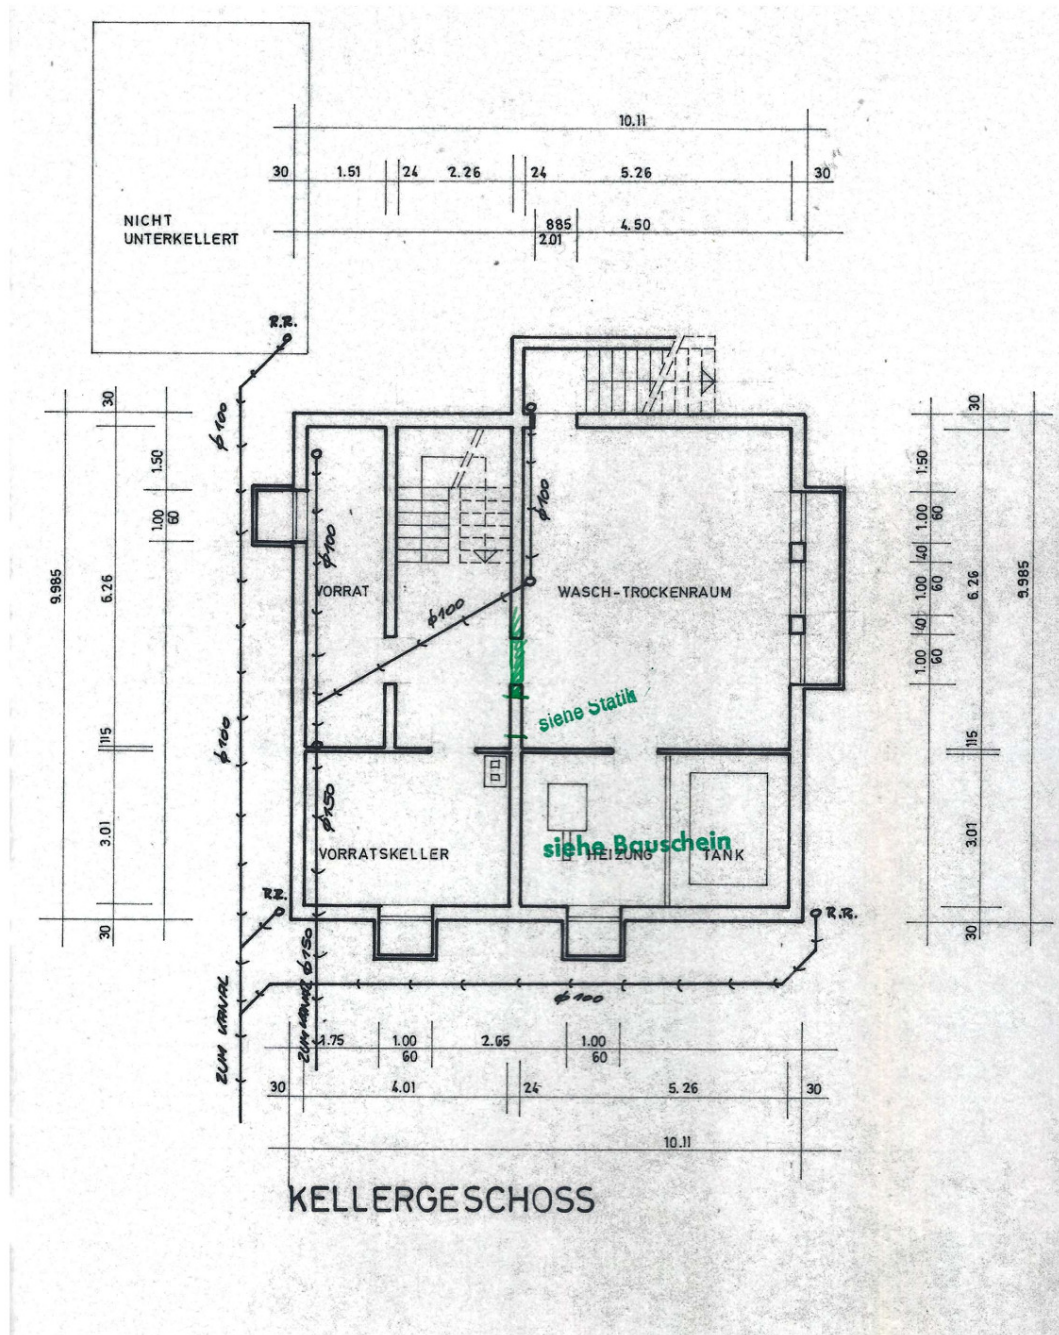 10.11
30 1.51 24 2.26 24 5.26 30
885 4.50
2.01
NICHT
UNTERKELLERT
R.R.
ϕ100
30
1.50
1.00
60
9.985
6.26
115
3.01
30
ϕ100
ϕ100
VORRAT
ϕ100
ϕ100
WASCH-TROCKENRAUM
siehe Statik
30
1.50
1.00
60
40
1.00
60
40
1.00
60
6.26
9.985
115
3.01
30
ϕ150
VORRATSKELLER
siehe Bauschein
HEIZUNG
TANK
R.R.
R.R.
ZUM KANAL
ZUM KANAL ϕ150
ϕ100
1.75 1.00 2.65 1.00
60 60
30 4.01 24 5.26 30
10.11
KELLERGESCHOSS